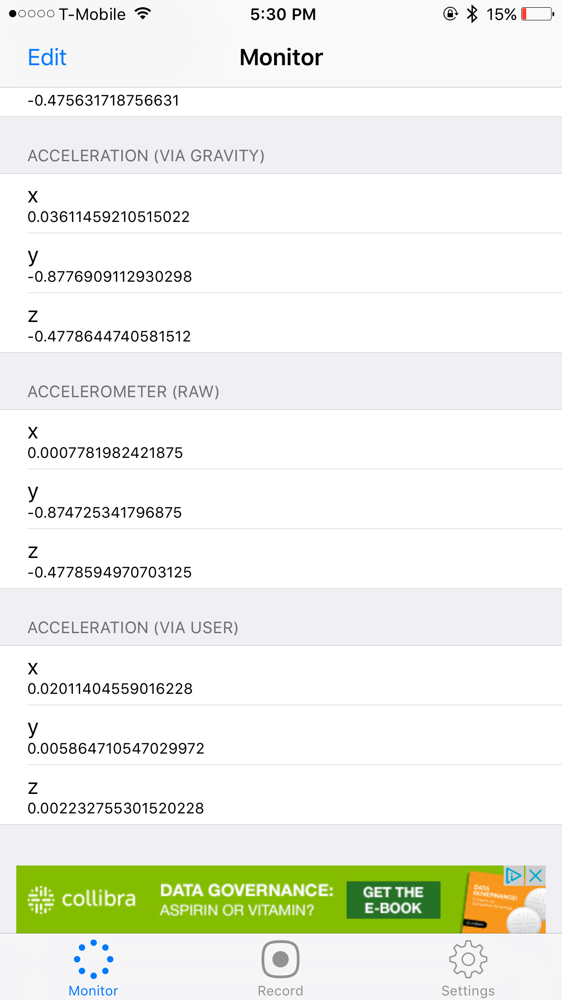 T-Mobile 5:30 PM 15%
Edit Monitor
-0.475631718756631
ACCELERATION (VIA GRAVITY)
x
0.03611459210515022
y
-0.8776909112930298
z
-0.4778644740581512
ACCELEROMETER (RAW)
x
0.0007781982421875
y
-0.874725341796875
z
-0.4778594970703125
ACCELERATION (VIA USER)
x
0.02011404559016228
y
0.005864710547029972
z
0.002232755301520228
collibra
DATA GOVERNANCE:
ASPIRIN OR VITAMIN?
GET THE
E-BOOK
DATA
GOVERNANCE:
Monitor Record Settings